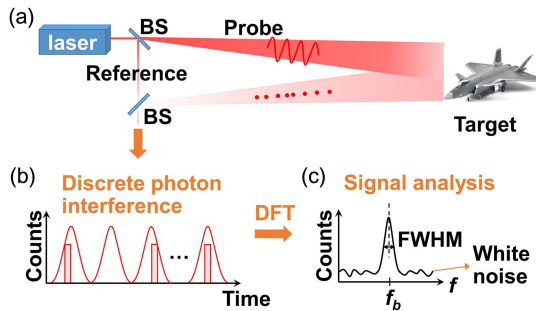 (a)
BS
Probe
laser
Reference
BS
Target
(b)
Discrete photon
interference
DFT
(c)
Signal analysis
Counts
...
Time
Counts
FWHM
White
noise
f_b
f